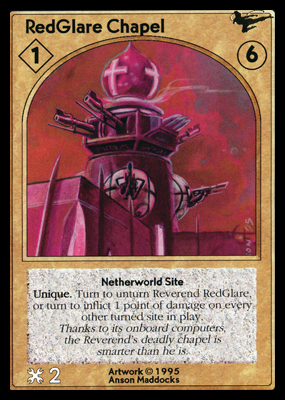 RedGlare Chapel
1
6
Netherworld Site
Unique. Turn to unturn Reverend RedGlare,
or turn to inflict 1 point of damage on every
other turned site in play.
Thanks to its onboard computers,
the Reverend's deadly chapel is
smarter than he is.
2
Artwork © 1995
Anson Maddocks